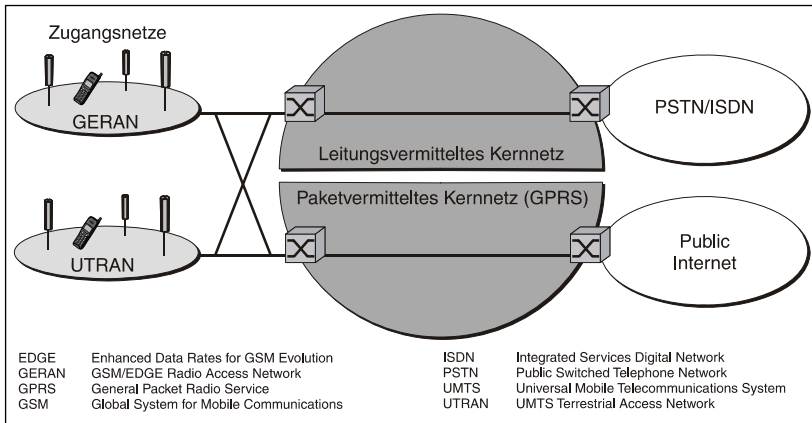 Zugangsnetze
GERAN
PSTN/ISDN
Leitungsvermitteltes Kernnetz
Paketvermitteltes Kernnetz (GPRS)
UTRAN
Public
Internet
EDGE Enhanced Data Rates for GSM Evolution
GERAN GSM/EDGE Radio Access Network
GPRS General Packet Radio Service
GSM Global System for Mobile Communications
ISDN Integrated Services Digital Network
PSTN Public Switched Telephone Network
UMTS Universal Mobile Telecommunications System
UTRAN UMTS Terrestrial Access Network